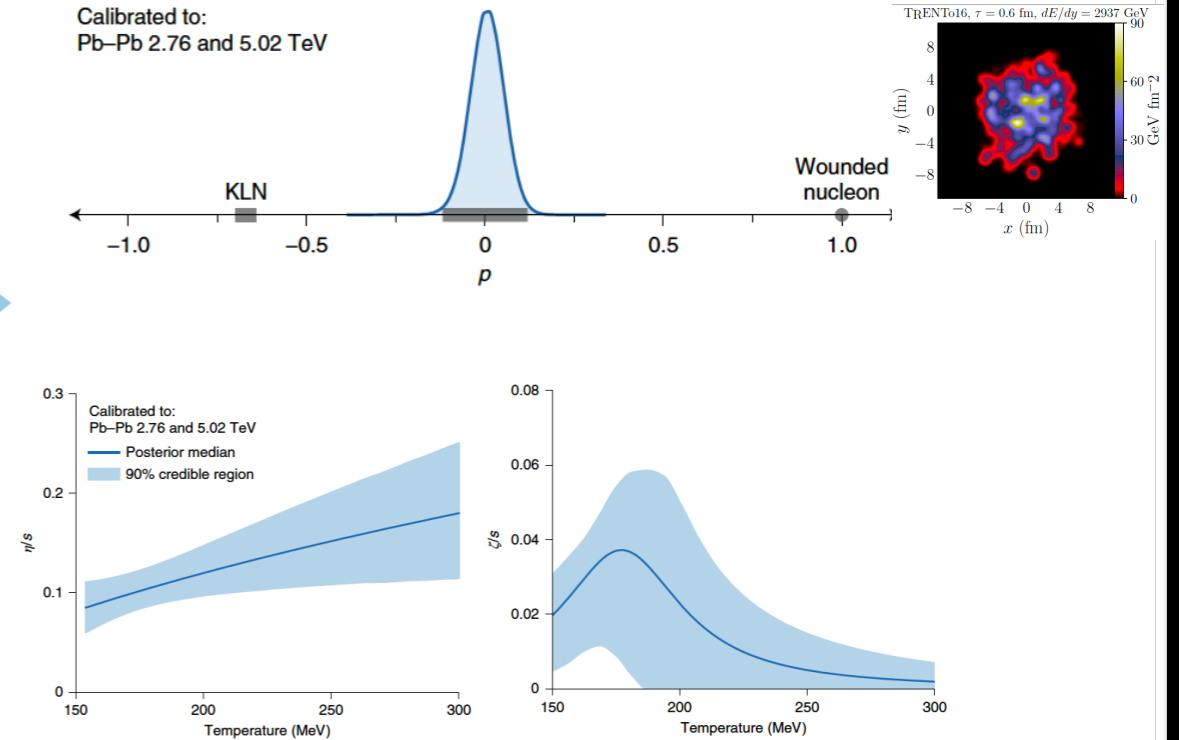 Calibrated to:
Pb–Pb 2.76 and 5.02 TeV
KLN
Wounded
nucleon
−1.0
−0.5
0
0.5
1.0
p
TRENTo16, τ = 0.6 fm, dE/dy = 2937 GeV
8
4
0
−4
−8
y (fm)
−8 −4 0 4 8
x (fm)
90
60
30
0
GeV fm−2
0.3
0.2
0.1
0
η/s
Calibrated to:
Pb–Pb 2.76 and 5.02 TeV
Posterior median
90% credible region
150 200 250 300
Temperature (MeV)
0.08
0.06
0.04
0.02
0
ζ/s
150 200 250 300
Temperature (MeV)